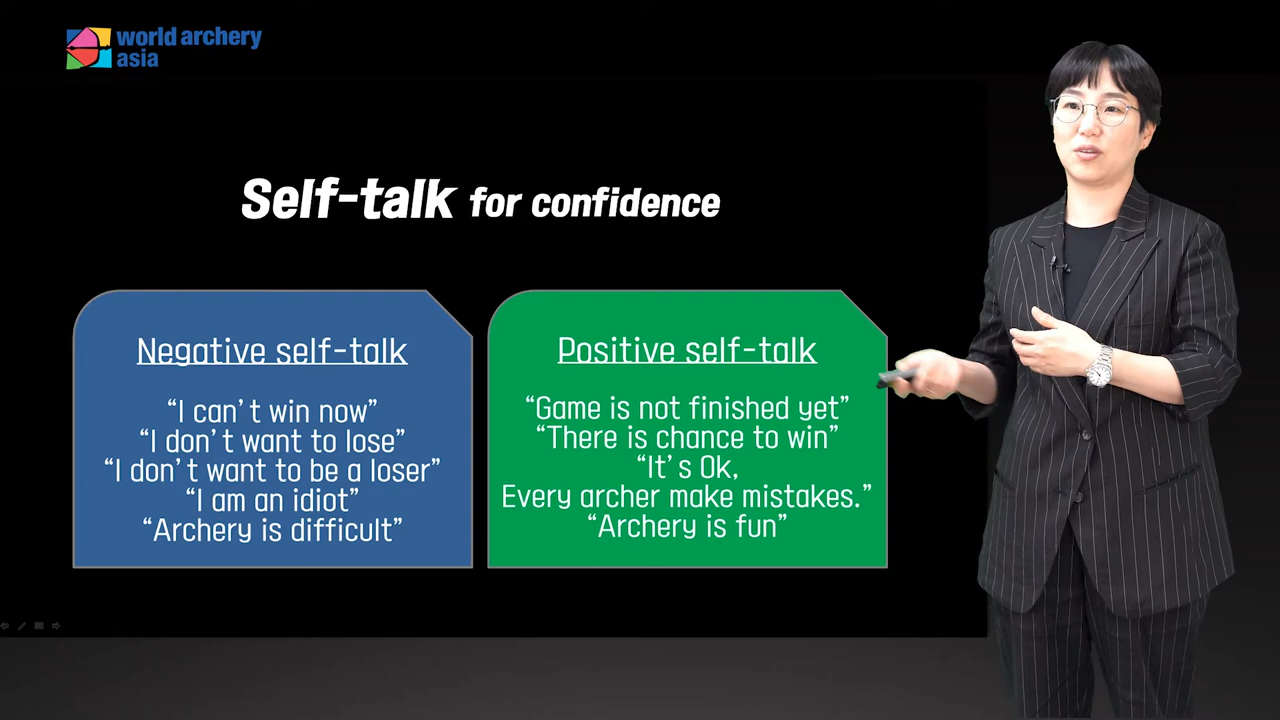 world archery
asia
Self-talk for confidence
Negative self-talk
“I can't win now”
“I don't want to lose”
“I don't want to be a loser”
“I am an idiot”
“Archery is difficult”
Positive self-talk
“Game is not finished yet”
“There is chance to win”
“It's Ok,
Every archer make mistakes.”
“Archery is fun”